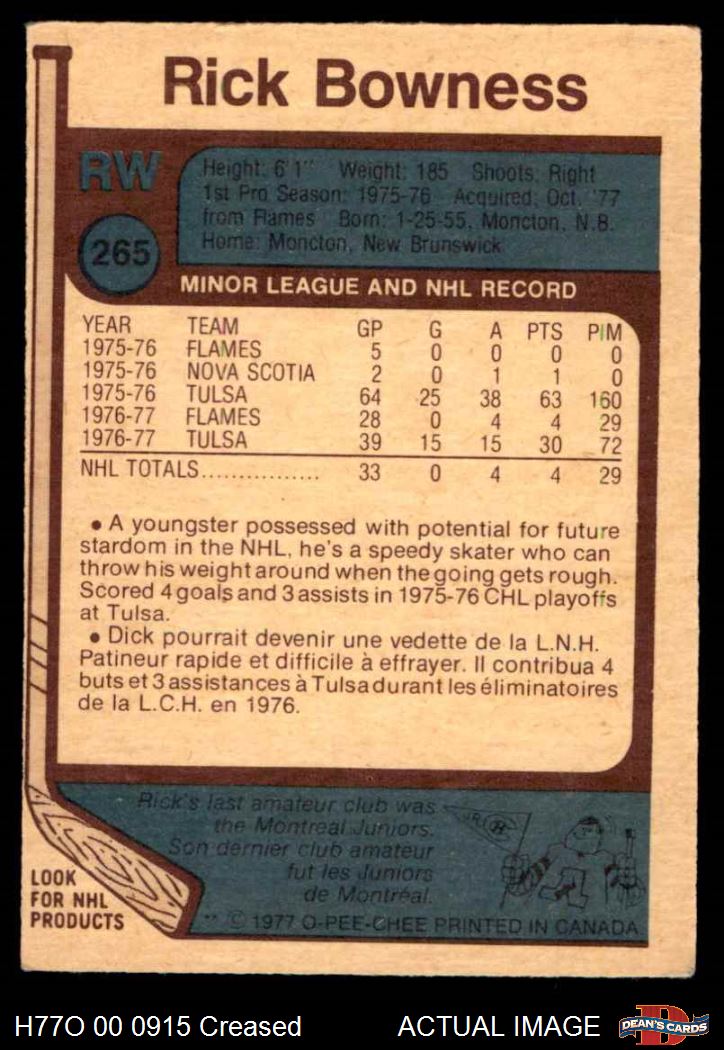 Rick Bowness
RW
265
Height: 6'1" Weight: 185 Shoots: Right
1st Pro Season: 1975-76 Acquired: Oct. '77
from Flames Born: 1-25-55, Moncton, N.B.
Home: Moncton, New Brunswick
MINOR LEAGUE AND NHL RECORD
YEAR TEAM GP G A PTS PIM
1975-76 FLAMES 5 0 0 0 0
1975-76 NOVA SCOTIA 2 0 1 1 0
1975-76 TULSA 64 25 38 63 160
1976-77 FLAMES 28 0 4 4 29
1976-77 TULSA 39 15 15 30 72
NHL TOTALS................ 33 0 4 4 29
• A youngster possessed with potential for future
stardom in the NHL, he's a speedy skater who can
throw his weight around when the going gets rough.
Scored 4 goals and 3 assists in 1975-76 CHL playoffs
at Tulsa.
• Dick pourrait devenir une vedette de la L.N.H.
Patineur rapide et difficile à effrayer. Il contribua 4
buts et 3 assistances à Tulsa durant les éliminatoires
de la L.C.H. en 1976.
Rick's last amateur club was
the Montreal Juniors.
Son dernier club amateur
fut les Juniors
de Montréal.
JR.
LOOK
FOR NHL
PRODUCTS
** © 1977 O-PEE-CHEE PRINTED IN CANADA
H77O 00 0915 Creased ACTUAL IMAGE
D
DEAN'S CARDS